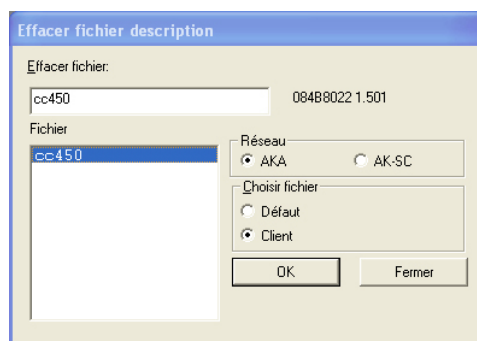 Effacer fichier description
Effacer fichier:
cc450
084B8022 1.501
Fichier
cc450
Réseau
AKA
AK-SC
Choisir fichier
Défaut
Client
OK
Fermer